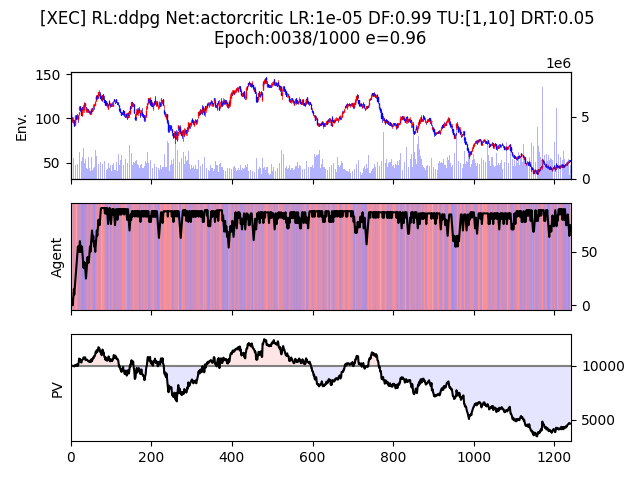 [XEC] RL:ddpg Net:actorcritic LR:1e-05 DF:0.99 TU:[1,10] DRT:0.05
Epoch:0038/1000 e=0.96
1e6
150
100
50
Env.
5
0
Agent
50
0
PV
10000
5000
0 200 400 600 800 1000 1200